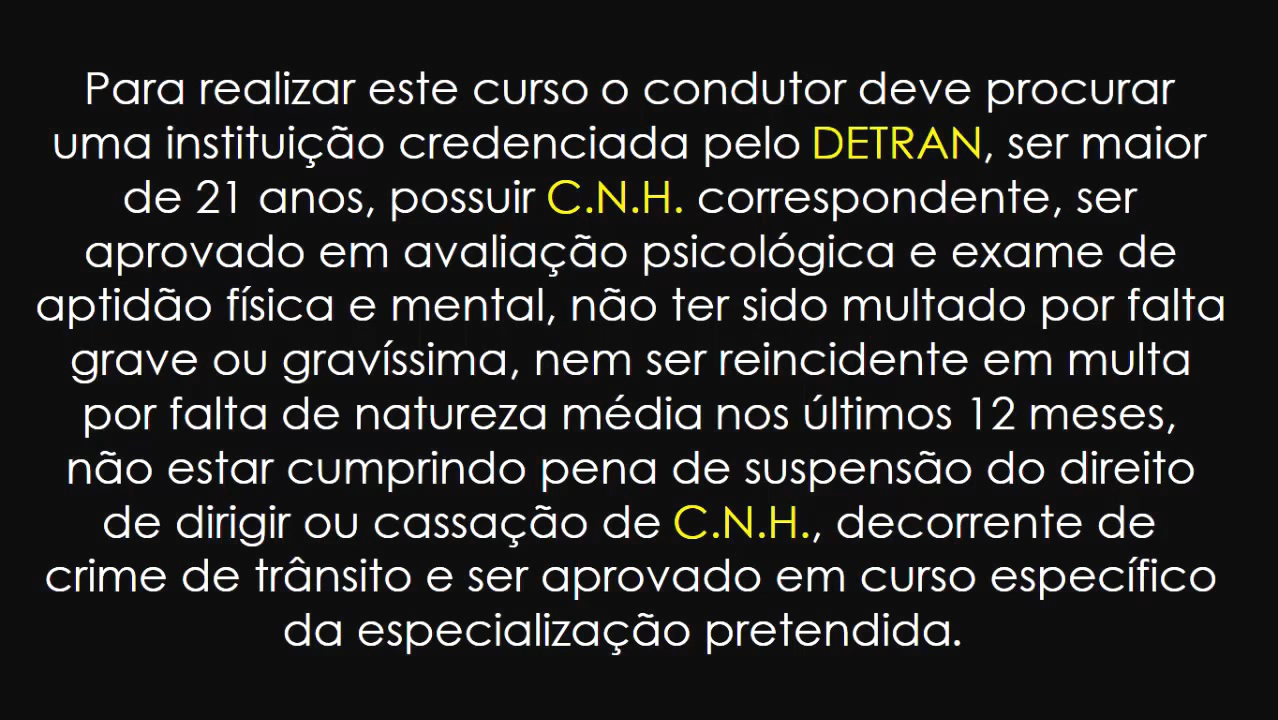 Para realizar este curso o condutor deve procurar
uma instituição credenciada pelo DETRAN, ser maior
de 21 anos, possuir C.N.H. correspondente, ser
aprovado em avaliação psicológica e exame de
aptidão física e mental, não ter sido multado por falta
grave ou gravíssima, nem ser reincidente em multa
por falta de natureza média nos últimos 12 meses,
não estar cumprindo pena de suspensão do direito
de dirigir ou cassação de C.N.H., decorrente de
crime de trânsito e ser aprovado em curso específico
da especialização pretendida.